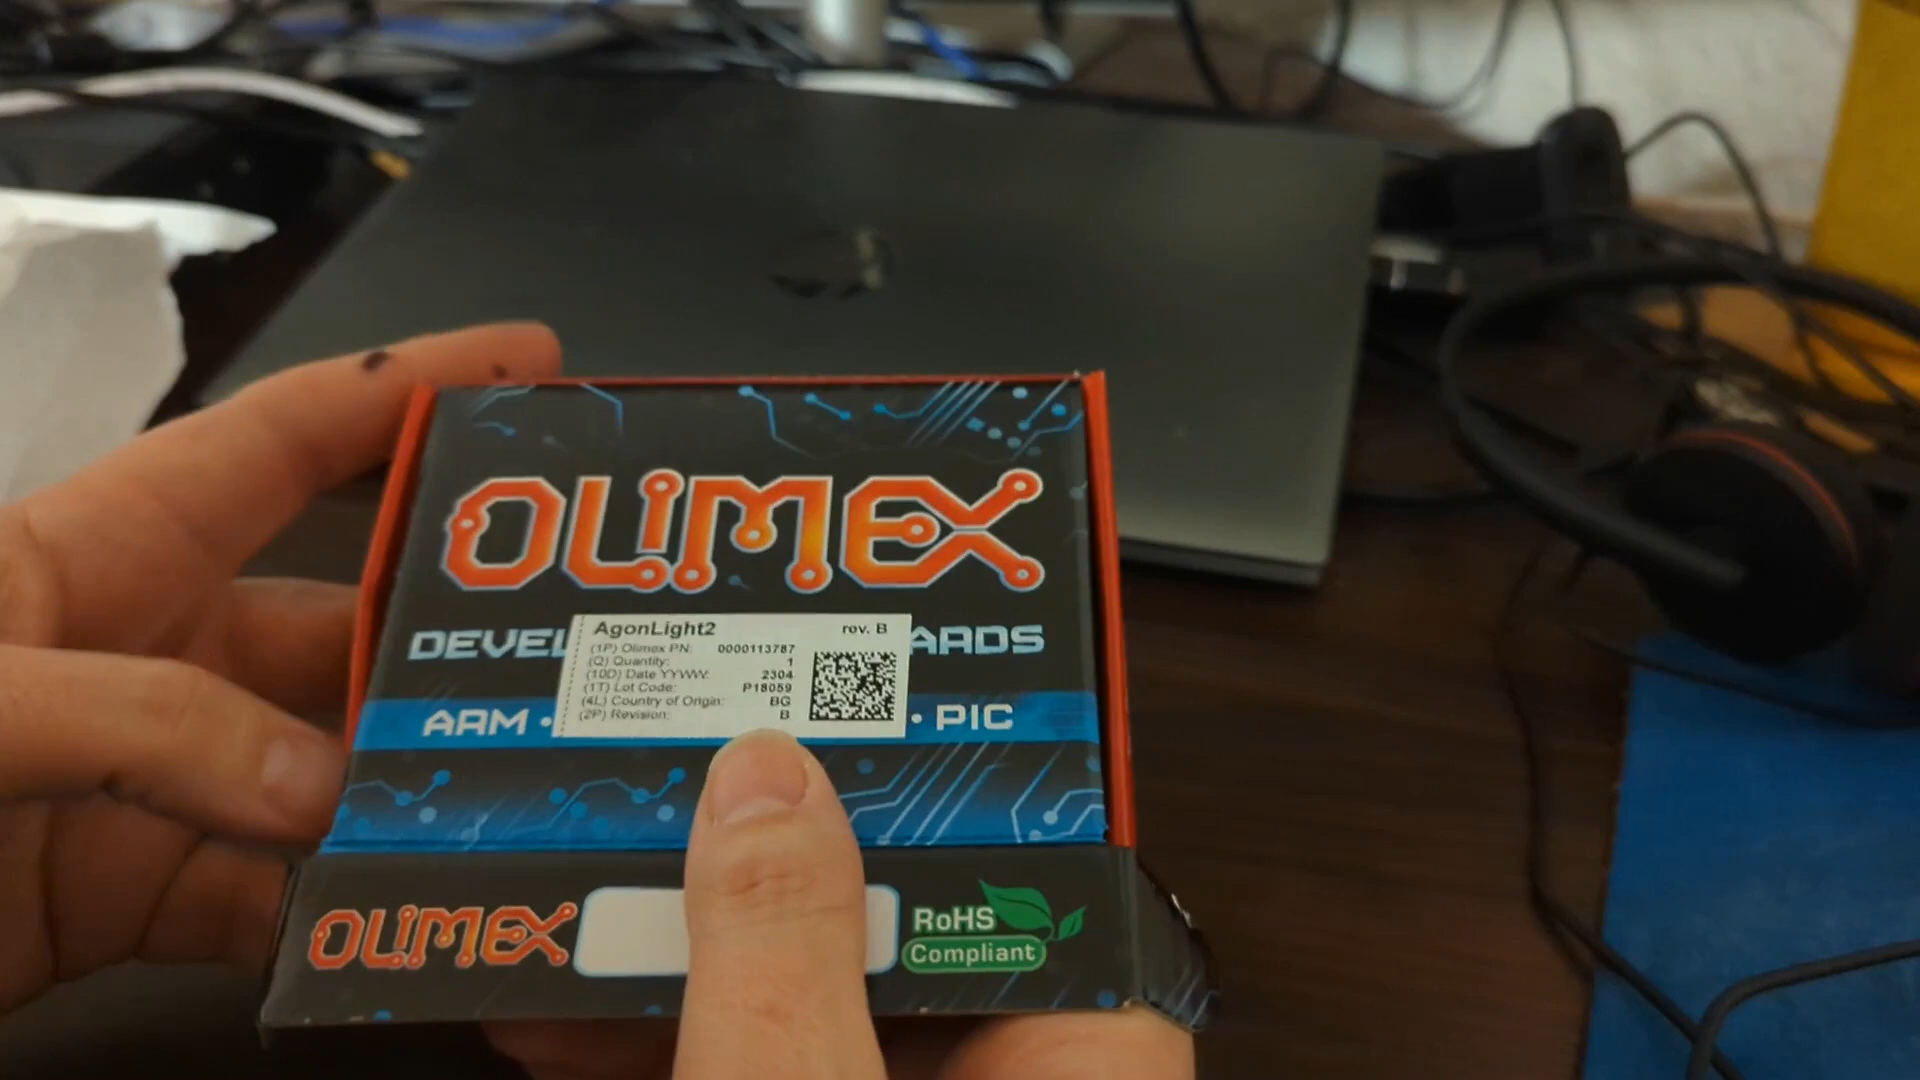 OLIMEX
AgonLight2 rev. B
(1P) Olimex PN: 0000113787
(Q) Quantity: 1
(10D) Date YYWW: 2304
(1T) Lot Code: P18059
(4L) Country of Origin: BG
(2P) Revision: B
DEVEL ARDS
ARM • • PIC
OLIMEX
RoHS
Compliant